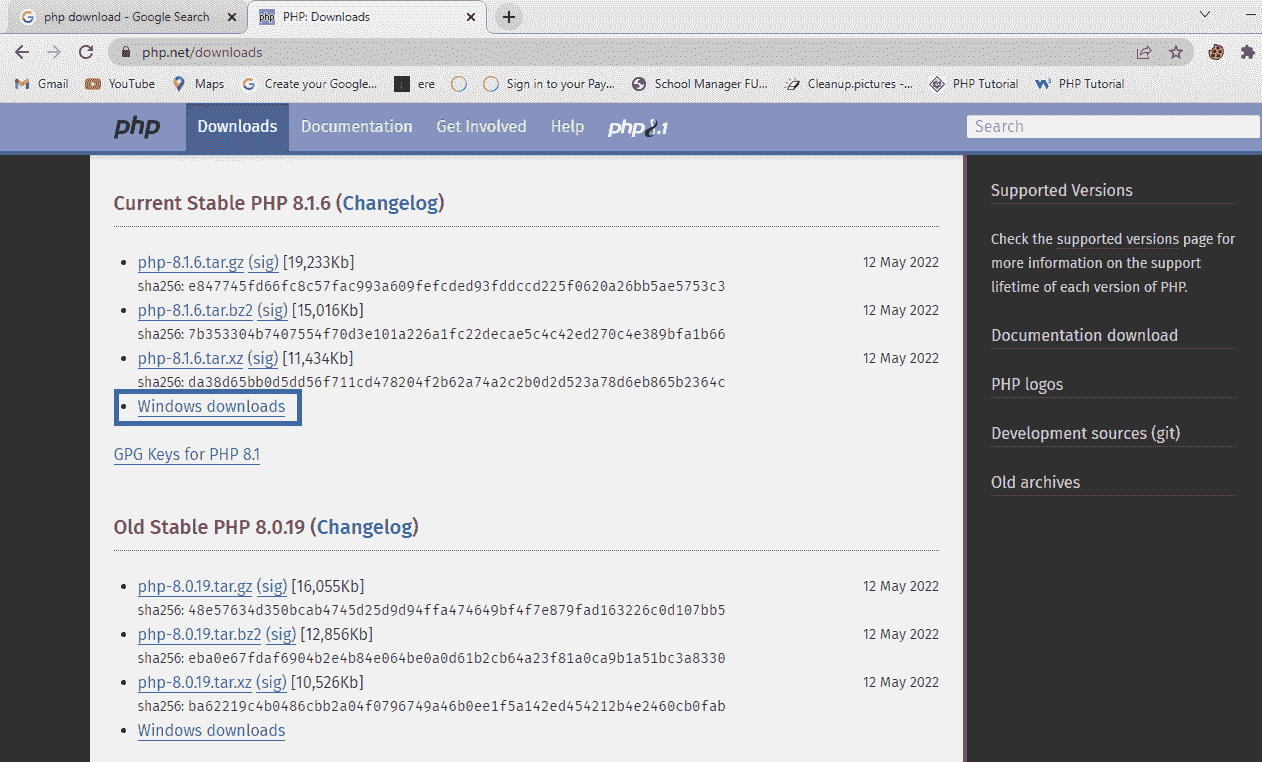 php download - Google Search
PHP: Downloads
php.net/downloads
Gmail YouTube Maps Create your Google... ere Sign in to your Pay... School Manager FU... Cleanup.pictures -... PHP Tutorial PHP Tutorial
php Downloads Documentation Get Involved Help php8.1 Search
Current Stable PHP 8.1.6 (Changelog)
php-8.1.6.tar.gz (sig) [19,233Kb] 12 May 2022
sha256: e847745fd66fc8c57fac993a609fefcded93fddccd225f0620a26bb5ae5753c3
php-8.1.6.tar.bz2 (sig) [15,016Kb] 12 May 2022
sha256: 7b353304b7407554f70d3e101a226a1fc22decae5c4c42ed270c4e389bfa1b66
php-8.1.6.tar.xz (sig) [11,434Kb] 12 May 2022
sha256: da38d65bb0d5dd56f711cd478204f2b62a74a2c2b0d2d523a78d6eb865b2364c
Windows downloads
GPG Keys for PHP 8.1
Old Stable PHP 8.0.19 (Changelog)
php-8.0.19.tar.gz (sig) [16,055Kb] 12 May 2022
sha256: 48e57634d350bcab4745d25d9d94ffa474649bf4f7e879fad163226c0d107bb5
php-8.0.19.tar.bz2 (sig) [12,856Kb] 12 May 2022
sha256: eba0e67fdaf6904b2e4b84e064be0a0d61b2cb64a23f81a0ca9b1a51bc3a8330
php-8.0.19.tar.xz (sig) [10,526Kb] 12 May 2022
sha256: ba62219c4b0486cbb2a04f0796749a46b0ee1f5a142ed454212b4e2460cb0fab
Windows downloads
Supported Versions
Check the supported versions page for
more information on the support
lifetime of each version of PHP.
Documentation download
PHP logos
Development sources (git)
Old archives